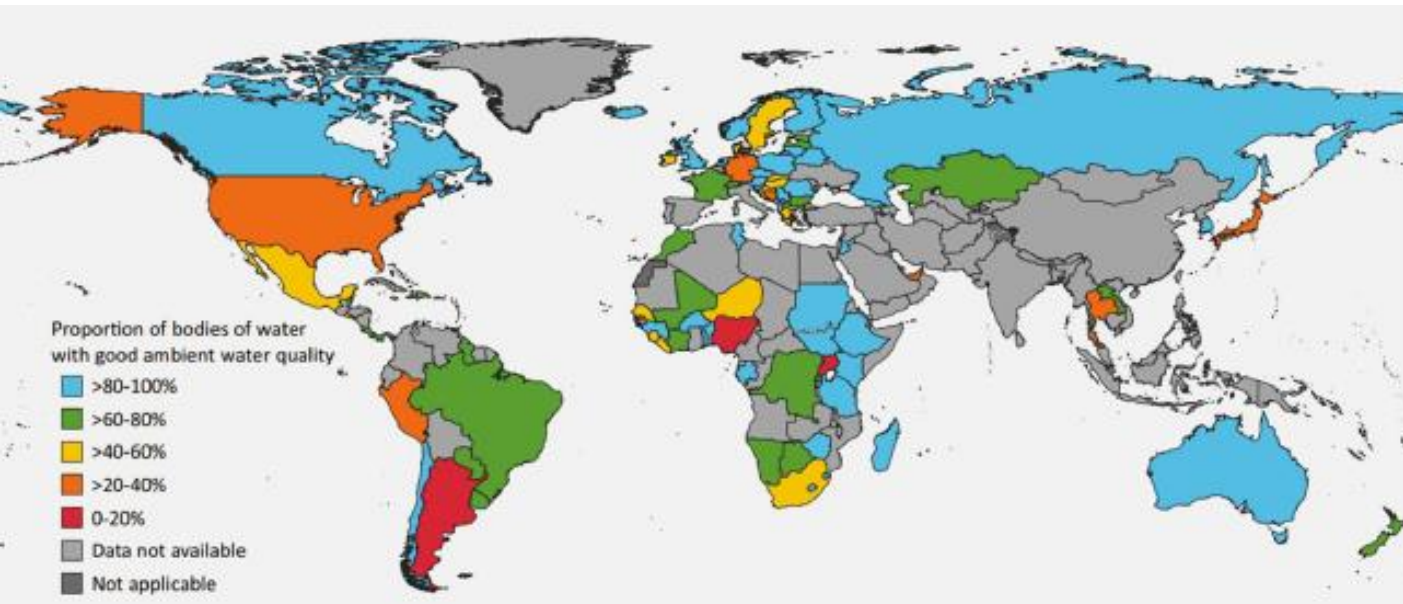 Proportion of bodies of water
with good ambient water quality
>80-100%
>60-80%
>40-60%
>20-40%
0-20%
Data not available
Not applicable